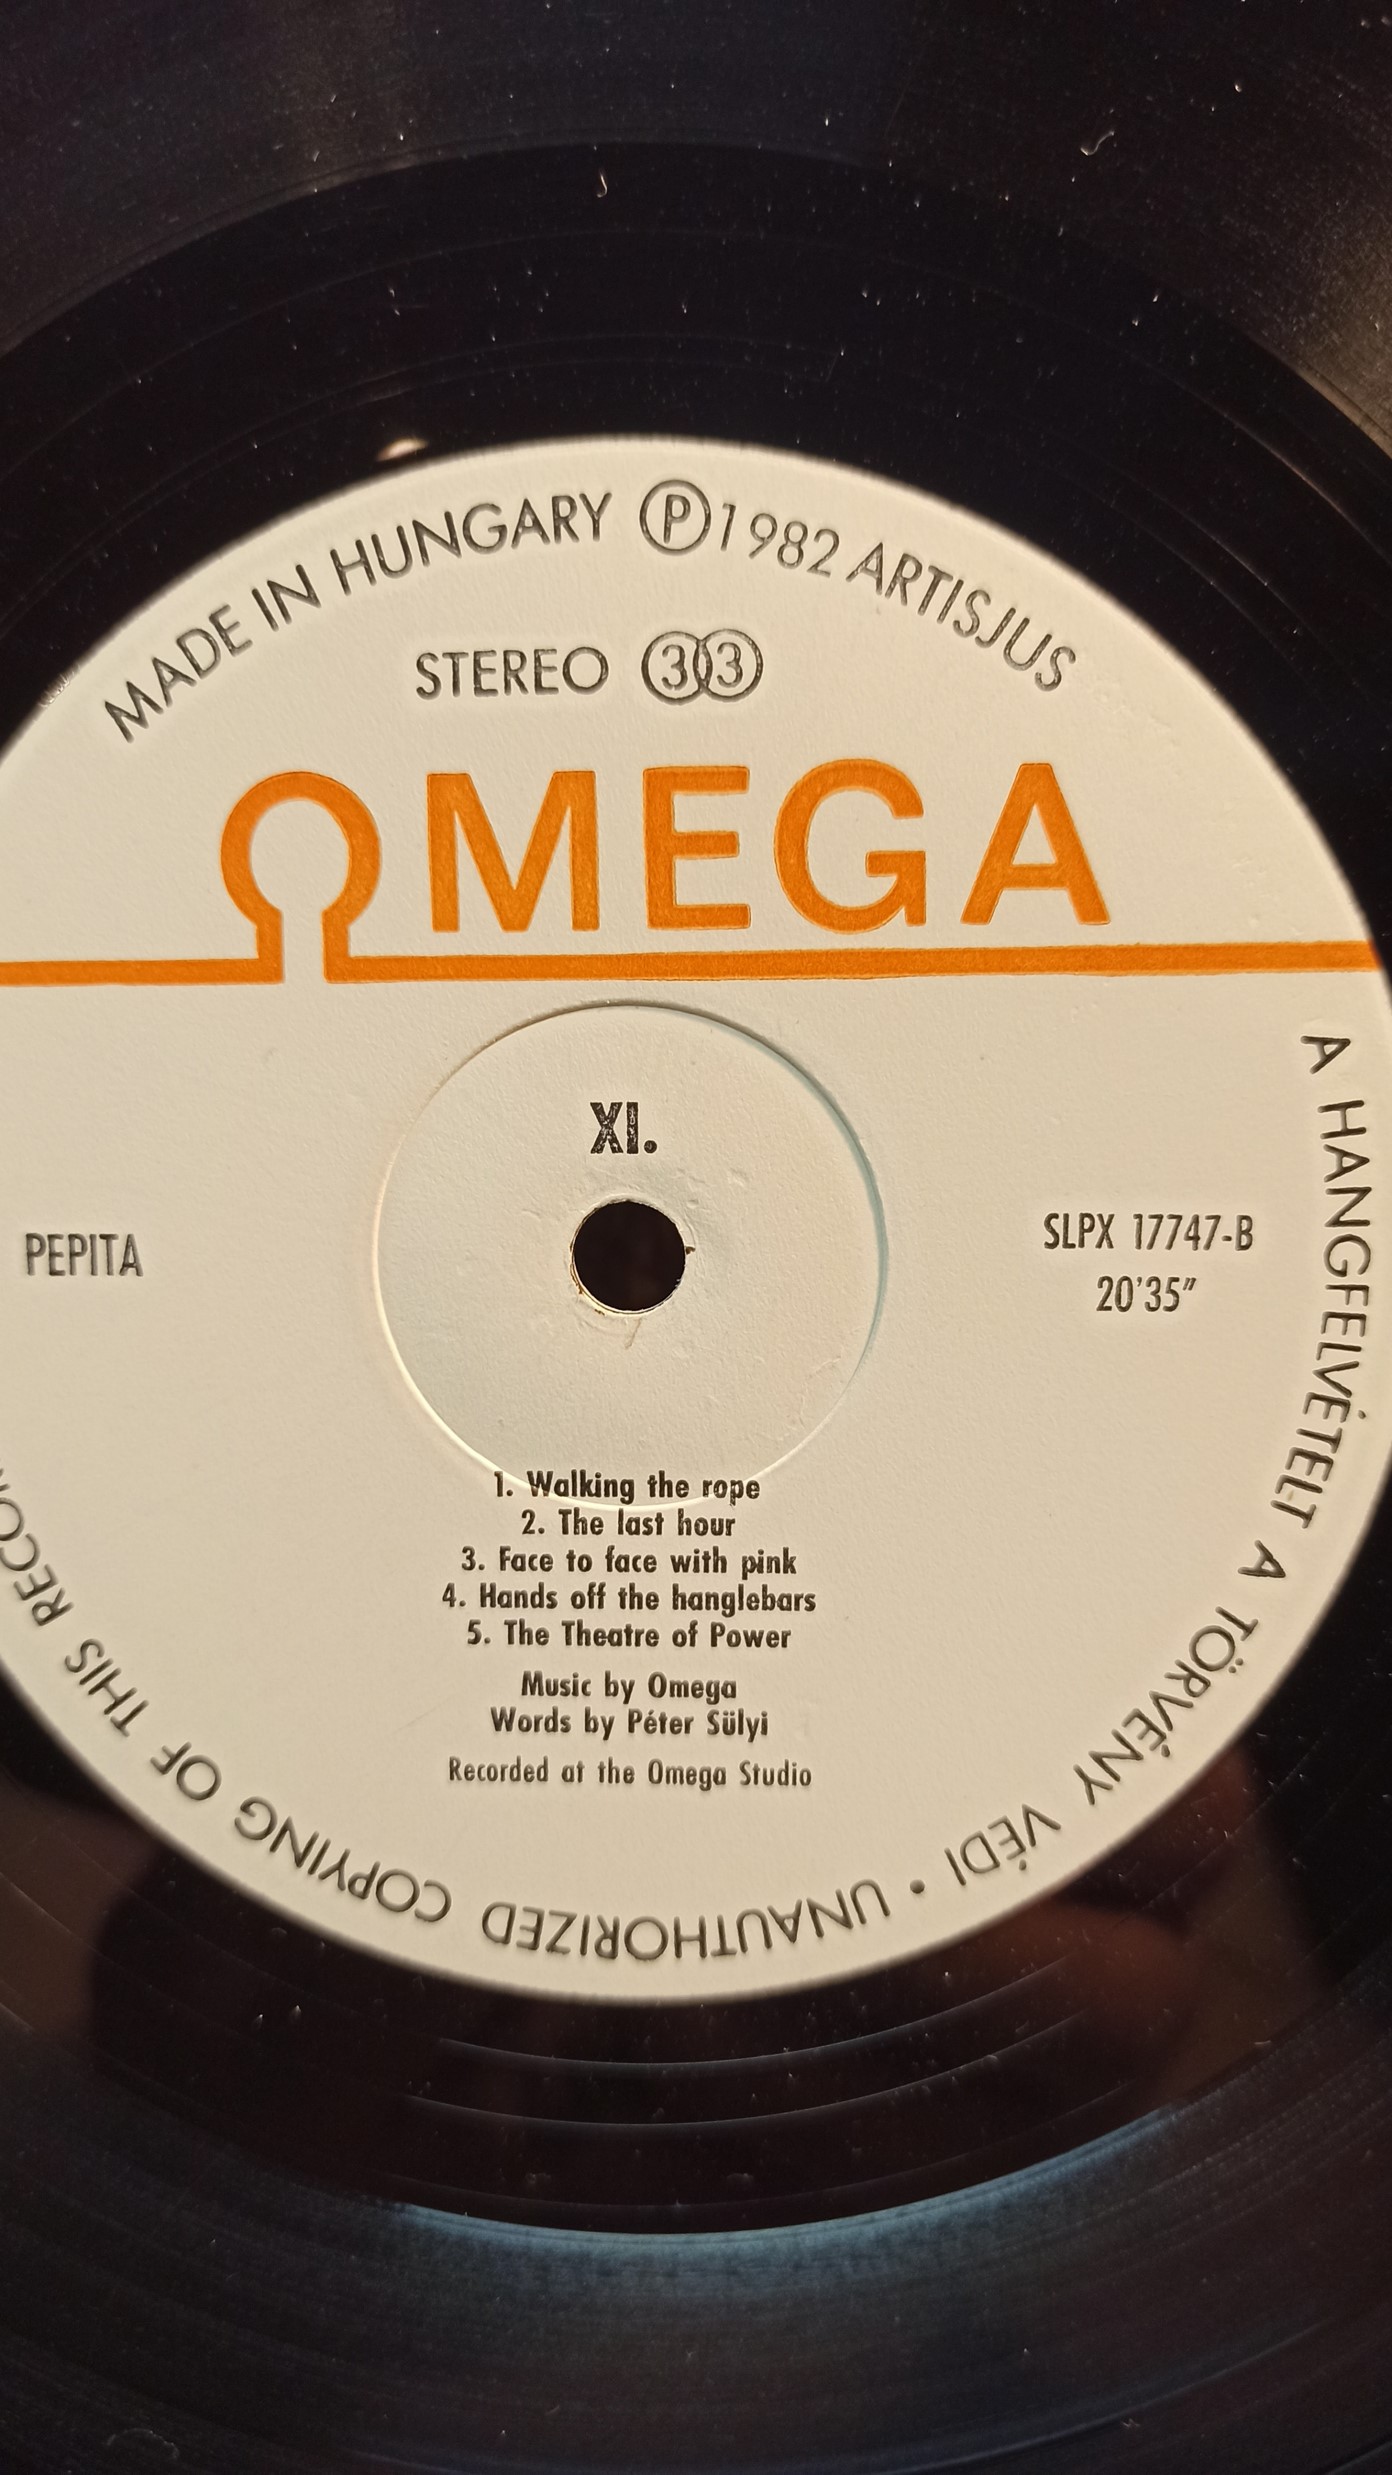 MADE IN HUNGARY Ⓟ1982 ARTISJUS
STEREO 33
ΩMEGA
XI.
PEPITA
SLPX 17747-B
20'35"
1. Walking the rope
2. The last hour
3. Face to face with pink
4. Hands off the hanglebars
5. The Theatre of Power
Music by Omega
Words by Péter Sülyi
Recorded at the Omega Studio
A HANGFELVÉTELT A TÖRVÉNY VÉDI • UNAUTHORIZED COPYING OF THIS